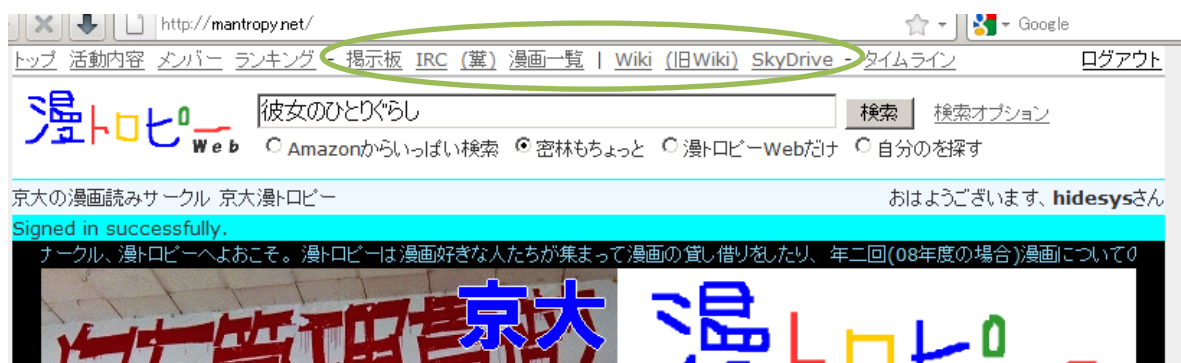 http://mantropy.net/ Google
トップ 活動内容 メンバー ランキング - 掲示板 IRC (糞) 漫画一覧 | Wiki (旧Wiki) SkyDrive - タイムライン ログアウト
漫トロピー Web
彼女のひとりぐらし 検索 検索オプション
Amazonからいっぱい検索 密林もちょっと 漫トロピーWebだけ 自分のを探す
京大の漫画読みサークル 京大漫トロピー おはようございます、hidesysさん
Signed in successfully.
ナークル、漫トロピーへよおこそ。漫トロピーは漫画好きな人たちが集まって漫画の貸し借りをしたり、年二回(08年度の場合)漫画についての
京大
漫トロピ